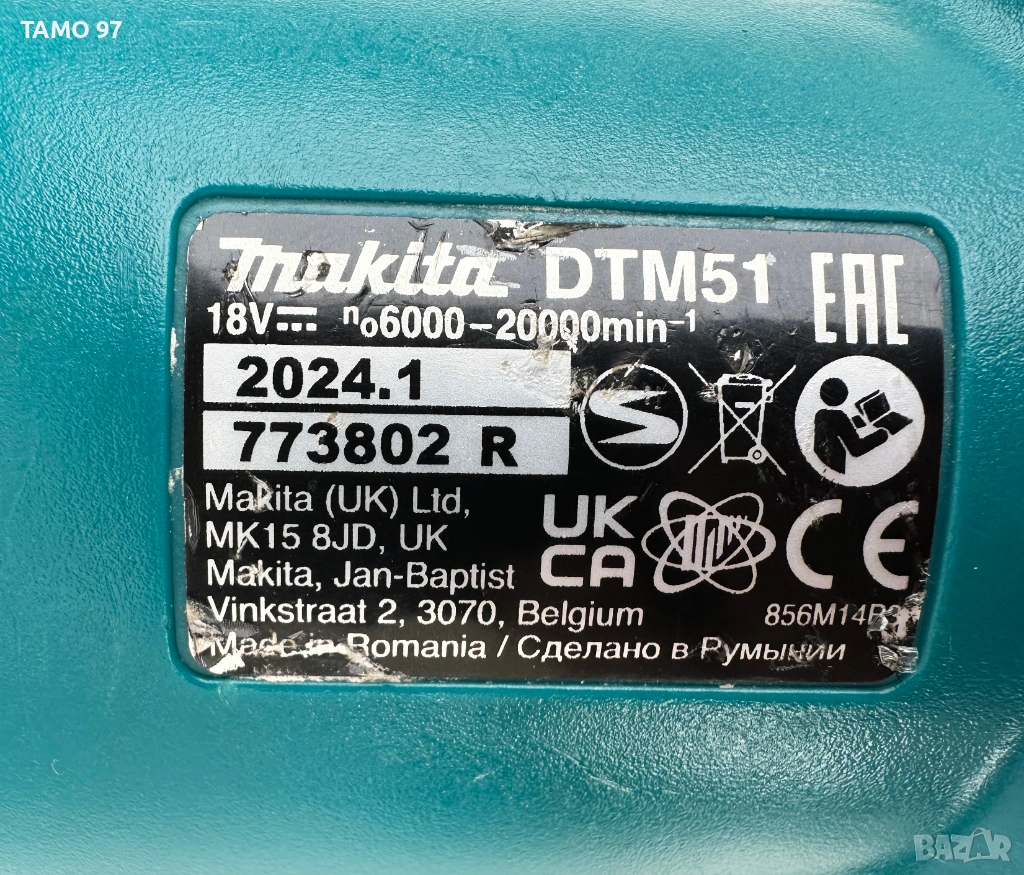 TAMO 97
makita DTM51 EAC
18V n₀6000-20000min⁻¹
2024.1
773802 R
Makita (UK) Ltd,
MK15 8JD, UK
UK
CA
CE
Makita, Jan-Baptist
Vinkstraat 2, 3070, Belgium
Made in Romania / Сделано в Румынии
BAZAR